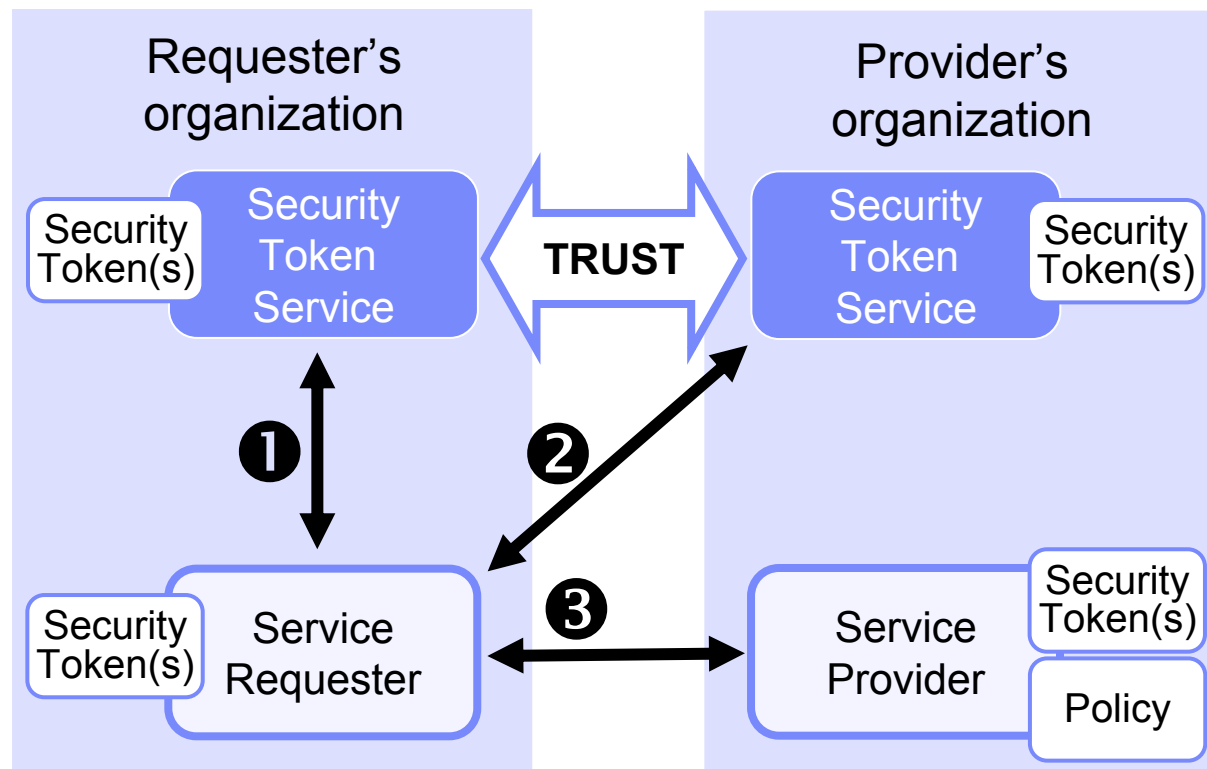 Requester’s
organization
Provider’s
organization
Security
Token(s)
Security
Token
Service
TRUST
Security
Token
Service
Security
Token(s)
❶
❷
❸
Security
Token(s)
Service
Requester
Service
Provider
Security
Token(s)
Policy